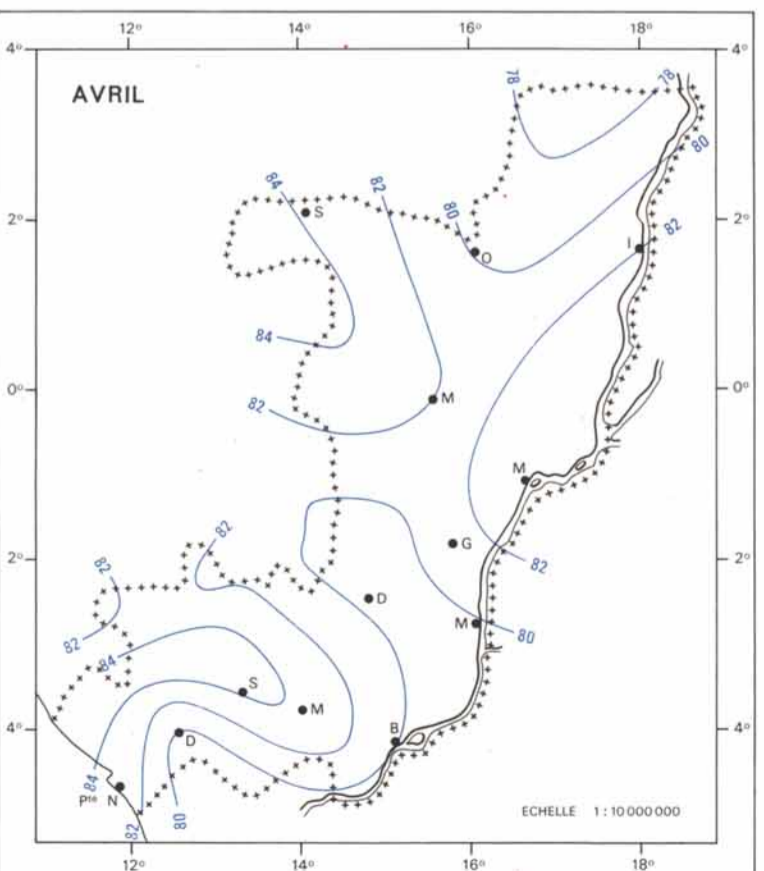 12° 14° 16° 18°
4° 4°
AVRIL
78 78
80
84 82
S
2° 80 2°
82
O I
84
0° 82 M 0°
M
82
G
2° 82 2°
82
D
M 80
82
84
S
M
4° B 4°
D
84
Pte N
80
82
ECHELLE 1 : 10 000 000
12° 14° 16° 18°